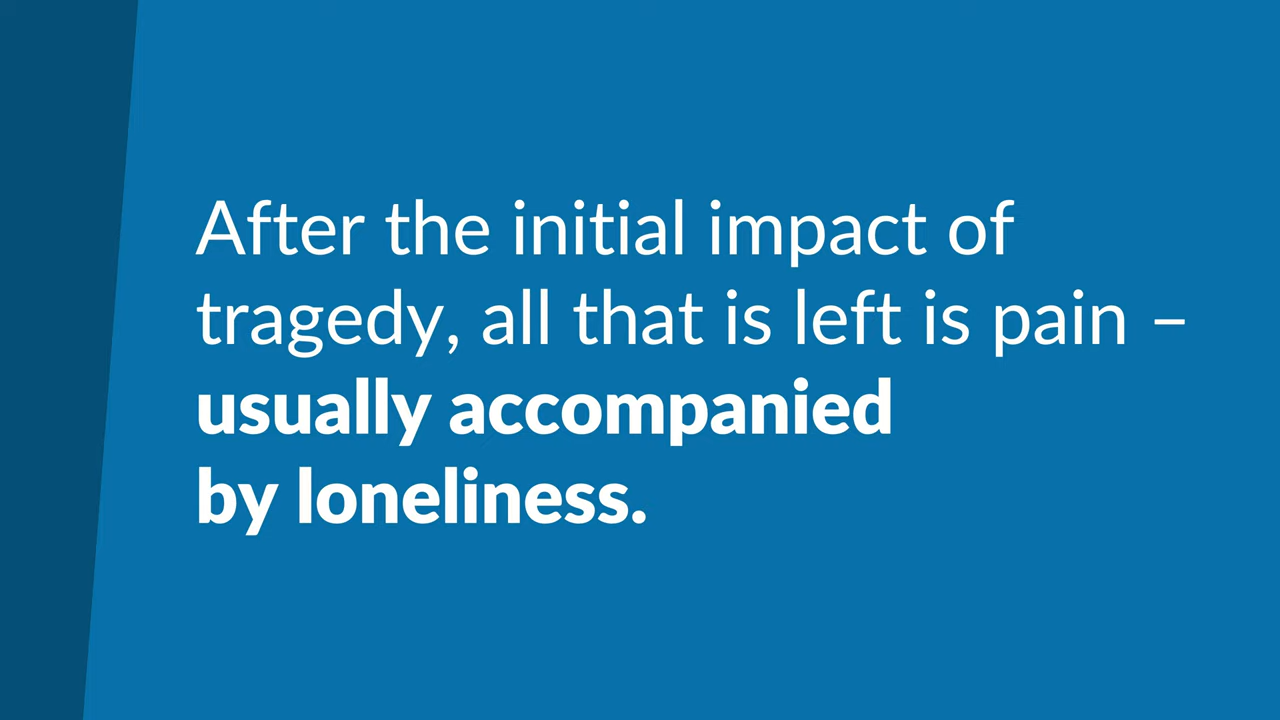 After the initial impact of
tragedy, all that is left is pain –
usually accompanied
by loneliness.